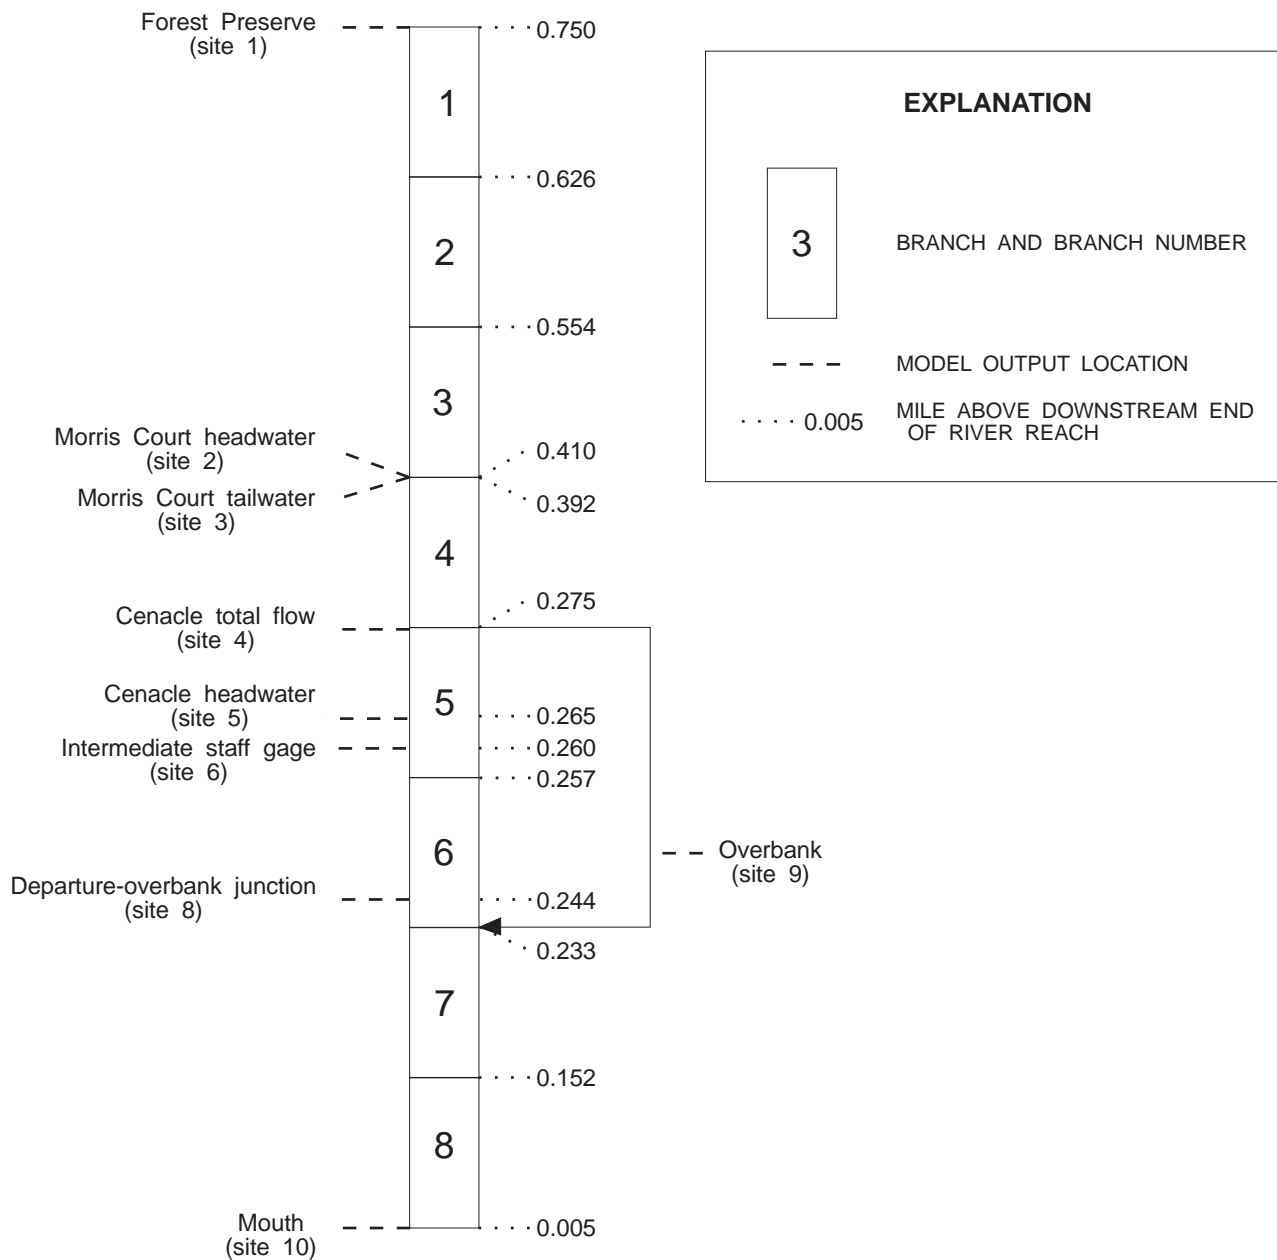 Forest Preserve
(site 1)
0.750
1
0.626
2
0.554
3
Morris Court headwater
(site 2)
0.410
Morris Court tailwater
(site 3)
0.392
4
Cenacle total flow
(site 4)
0.275
Cenacle headwater
(site 5)
5
0.265
Intermediate staff gage
(site 6)
0.260
0.257
6
Overbank
(site 9)
Departure-overbank junction
(site 8)
0.244
0.233
7
0.152
8
Mouth
(site 10)
0.005
EXPLANATION
3
BRANCH AND BRANCH NUMBER
MODEL OUTPUT LOCATION
0.005
MILE ABOVE DOWNSTREAM END
OF RIVER REACH